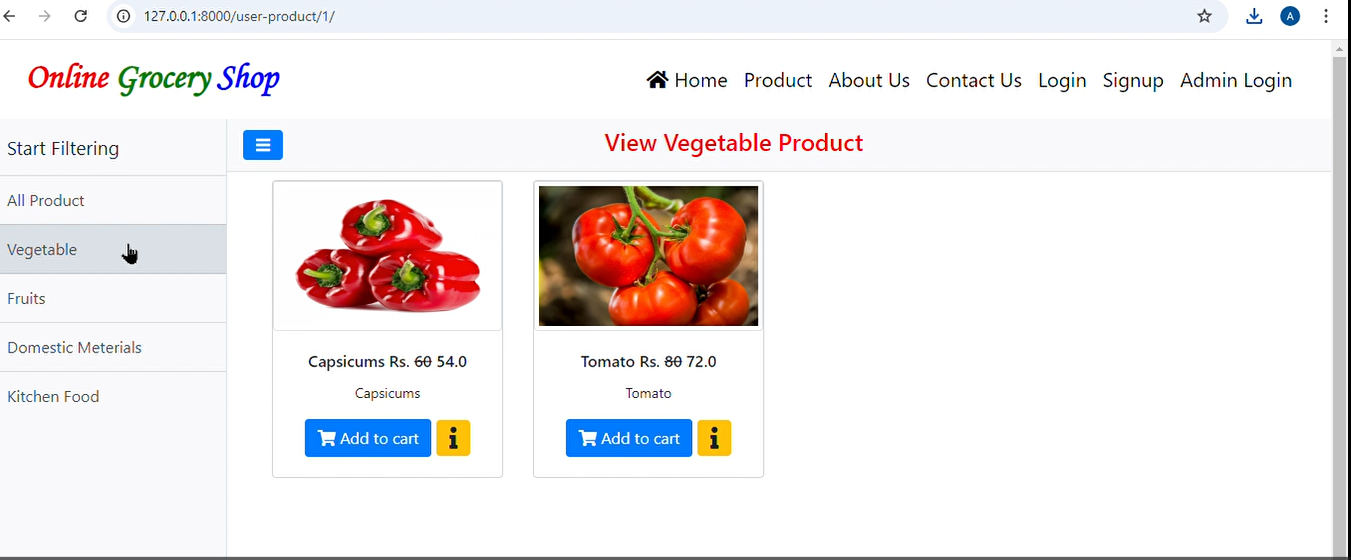 127.0.0.1:8000/user-product/1/
A
Online Grocery Shop
Home Product About Us Contact Us Login Signup Admin Login
Start Filtering
View Vegetable Product
All Product
Vegetable
Fruits
Domestic Meterials
Kitchen Food
Capsicums Rs. 60 54.0
Capsicums
Add to cart
Tomato Rs. 80 72.0
Tomato
Add to cart